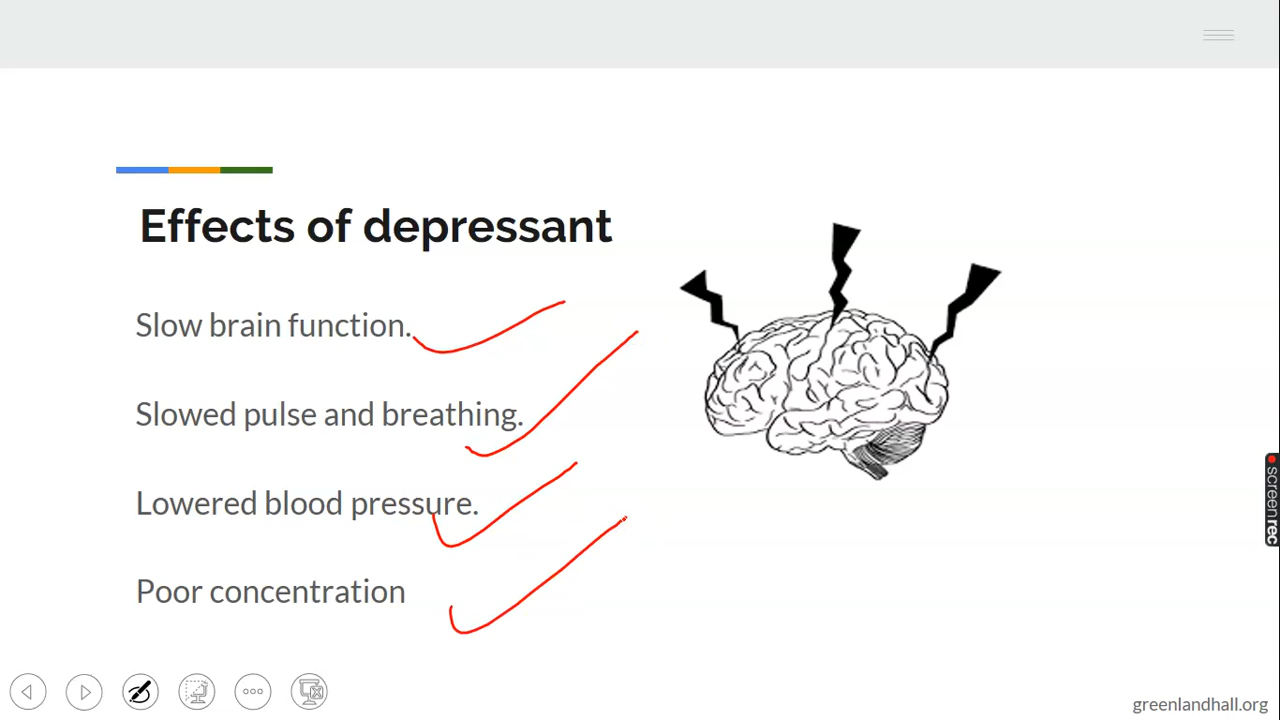 Effects of depressant
Slow brain function.
Slowed pulse and breathing.
Lowered blood pressure.
Poor concentration
greenlandhall.org
screenrec